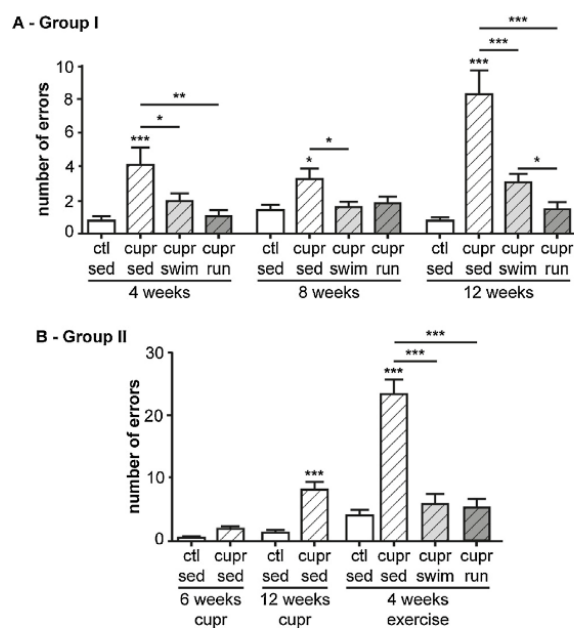 A - Group I
***
***
**
***
*
*
***
*
*
10
8
6
4
2
0
number of errors
ctl cupr cupr cupr ctl cupr cupr cupr ctl cupr cupr cupr
sed sed swim run sed sed swim run sed sed swim run
4 weeks 8 weeks 12 weeks
B - Group II
***
***
***
***
30
20
10
0
number of errors
ctl cupr ctl cupr ctl cupr cupr cupr
sed sed sed sed sed sed swim run
6 weeks 12 weeks 4 weeks
cupr cupr exercise